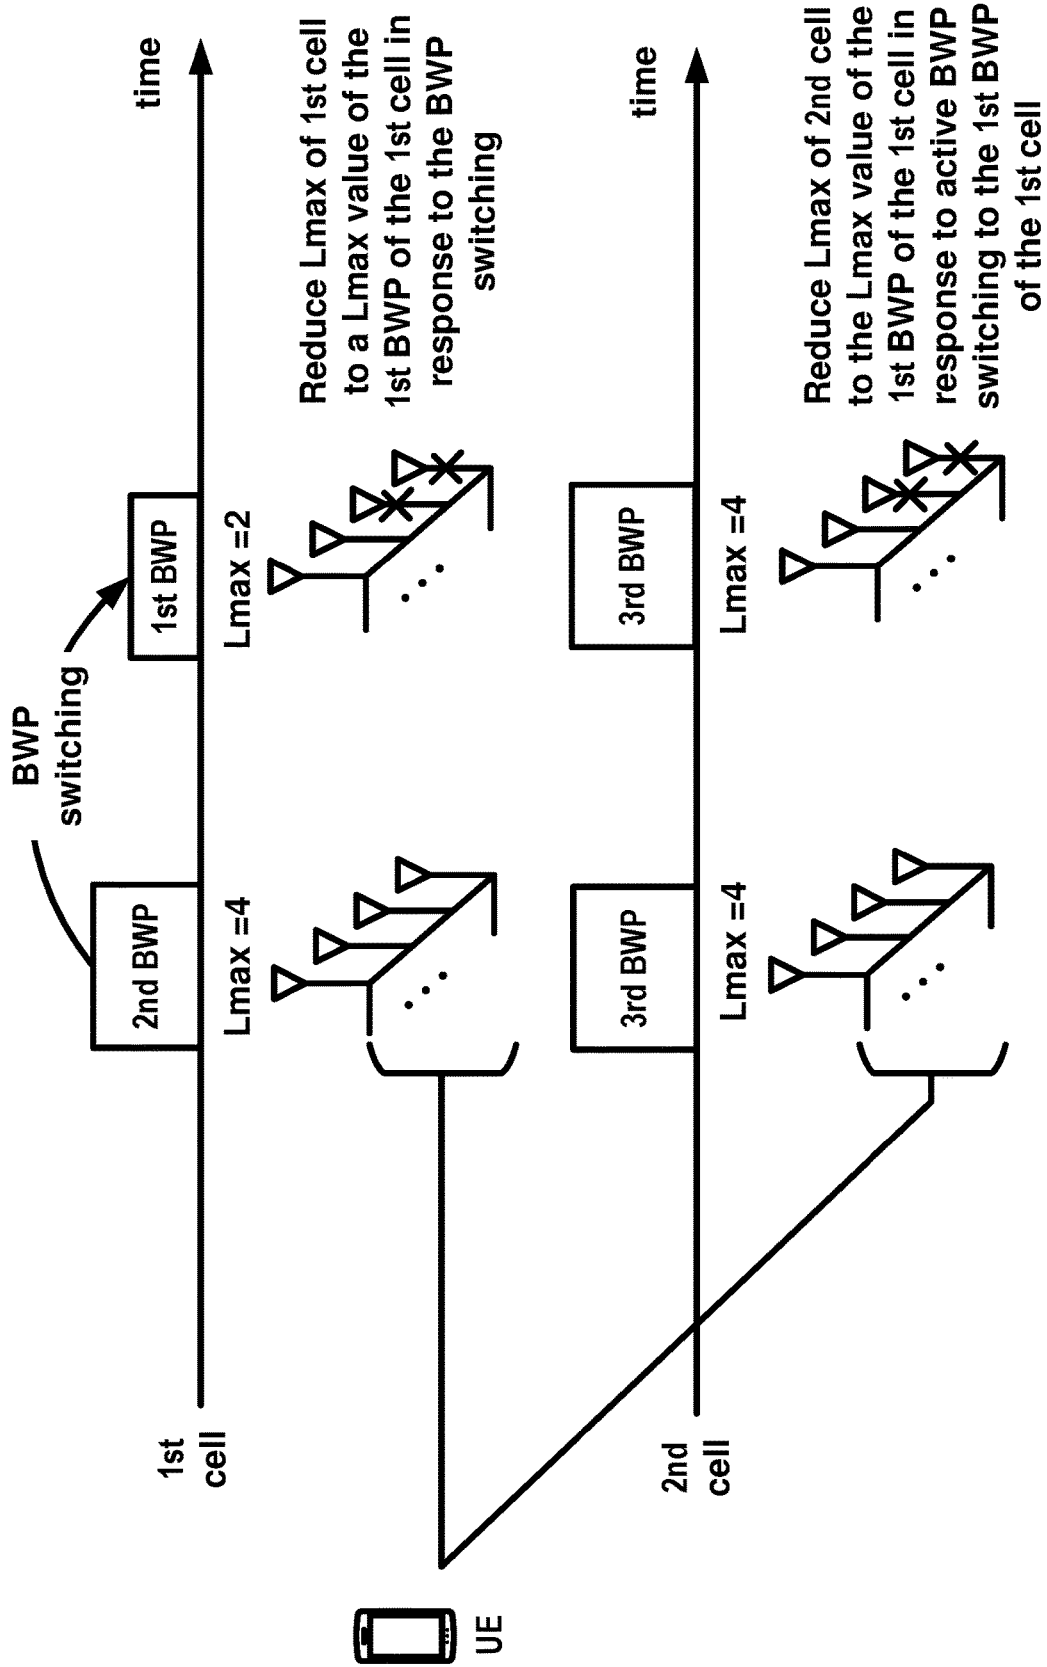 BWP
switching
2nd BWP
1st BWP
time
1st
cell
Lmax =4
Lmax =2
Reduce Lmax of 1st cell
to a Lmax value of the
1st BWP of the 1st cell in
response to the BWP
switching
3rd BWP
3rd BWP
time
2nd
cell
Lmax =4
Lmax =4
Reduce Lmax of 2nd cell
to the Lmax value of the
1st BWP of the 1st cell in
response to active BWP
switching to the 1st BWP
of the 1st cell
UE